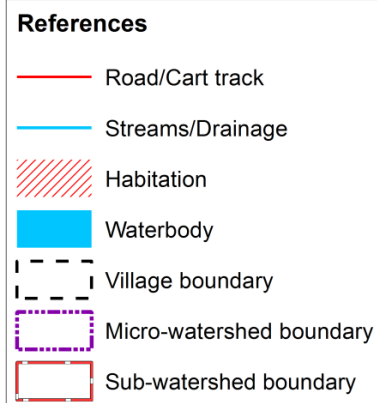 References
Road/Cart track
Streams/Drainage
Habitation
Waterbody
Village boundary
Micro-watershed boundary
Sub-watershed boundary